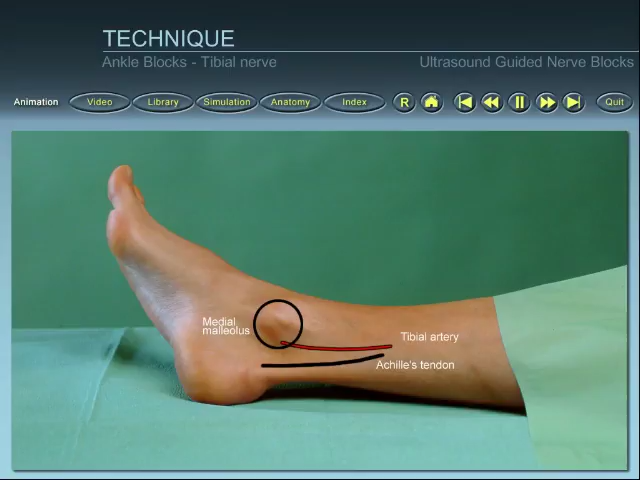 TECHNIQUE
Ankle Blocks - Tibial nerve
Ultrasound Guided Nerve Blocks
Animation
Video
Library
Simulation
Anatomy
Index
R
Quit
Medial
malleolus
Tibial artery
Achille's tendon